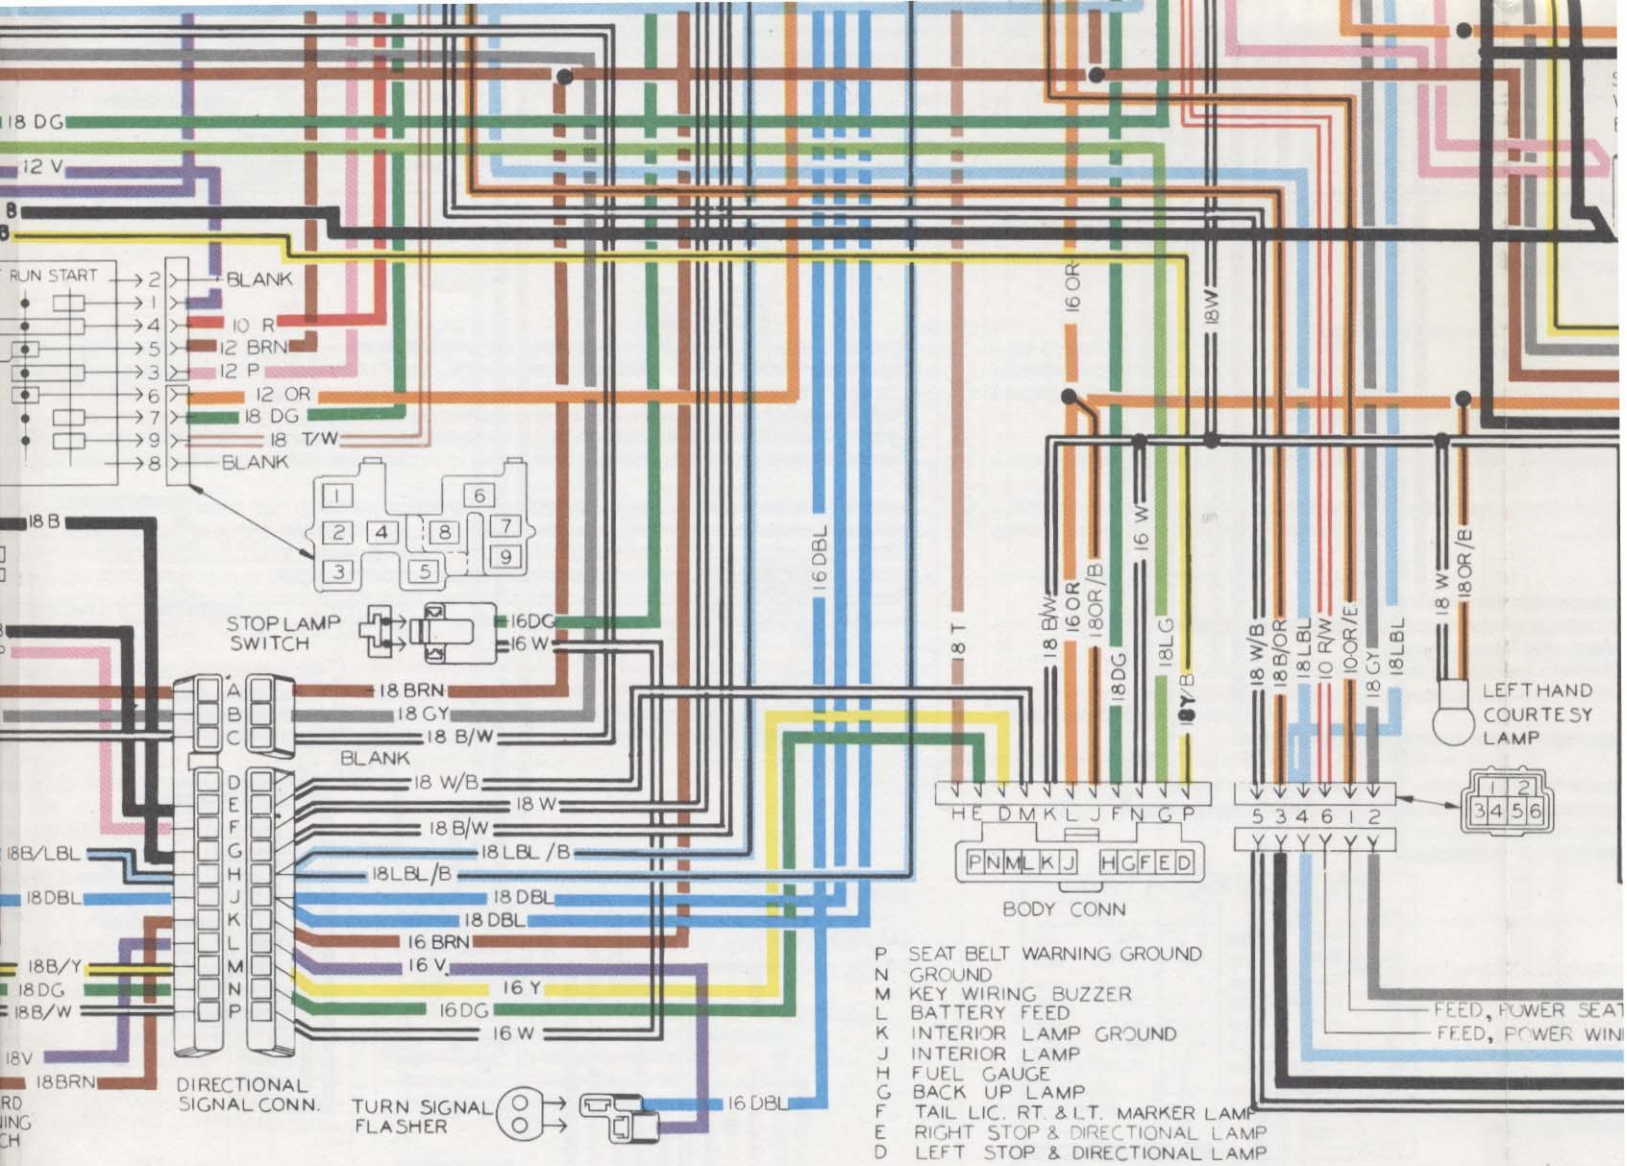 18 DG
12 V
B
B
RUN START
2 BLANK
1
4 10 R
5 12 BRN
3 12 P
6 12 OR
7 18 DG
9 18 T/W
8 BLANK
18 B
1
2
3
4
5
6
7
8
9
STOP LAMP
SWITCH
16DG
16 W
A 18 BRN
B 18 GY
C 18 B/W
BLANK
D 18 W/B
E 18 W
F 18 B/W
G 18 LBL/B
H 18LBL/B
J 18 DBL
K 18 DBL
L 16 BRN
M 16 V
N 16 Y
P 16DG
16 W
18B/LBL
18DBL
18B/Y
18DG
18B/W
18V
18BRN
DIRECTIONAL
SIGNAL CONN.
TURN SIGNAL
FLASHER
16 DBL
16 DBL
16 OR
18W
18 T
18 B/W
16 OR
18OR/B
18DG
16 W
18LG
18Y/B
H E D M K L J F N G P
P N M L K J H G F E D
BODY CONN
P SEAT BELT WARNING GROUND
N GROUND
M KEY WIRING BUZZER
L BATTERY FEED
K INTERIOR LAMP GROUND
J INTERIOR LAMP
H FUEL GAUGE
G BACK UP LAMP
F TAIL LIC. RT. & LT. MARKER LAMP
E RIGHT STOP & DIRECTIONAL LAMP
D LEFT STOP & DIRECTIONAL LAMP
18 W/B
18 B/OR
18LBL
10 R/W
10-OR/E
18GY
18LBL
5 3 4 6 1 2
18 W
18OR/B
LEFT HAND
COURTESY
LAMP
1 2
3 4 5 6
FEED, POWER SEAT
FEED, POWER WIN